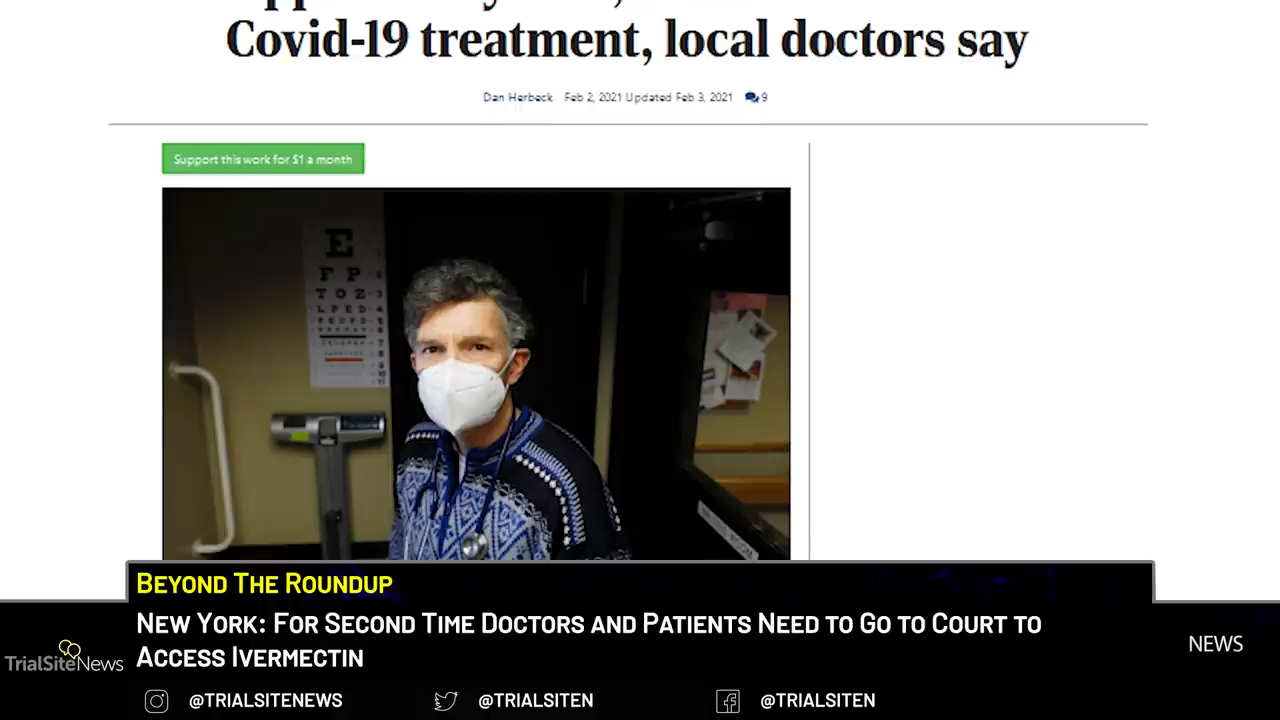 Covid-19 treatment, local doctors say
Dan Herbeck Feb 2, 2021 Updated Feb 3, 2021 9
Support this work for $1 a month
E
F P
T O Z
L P E D
BEYOND THE ROUNDUP
NEW YORK: FOR SECOND TIME DOCTORS AND PATIENTS NEED TO GO TO COURT TO
ACCESS IVERMECTIN
TrialSiteNews
NEWS
@TRIALSITENEWS @TRIALSITEN @TRIALSITEN